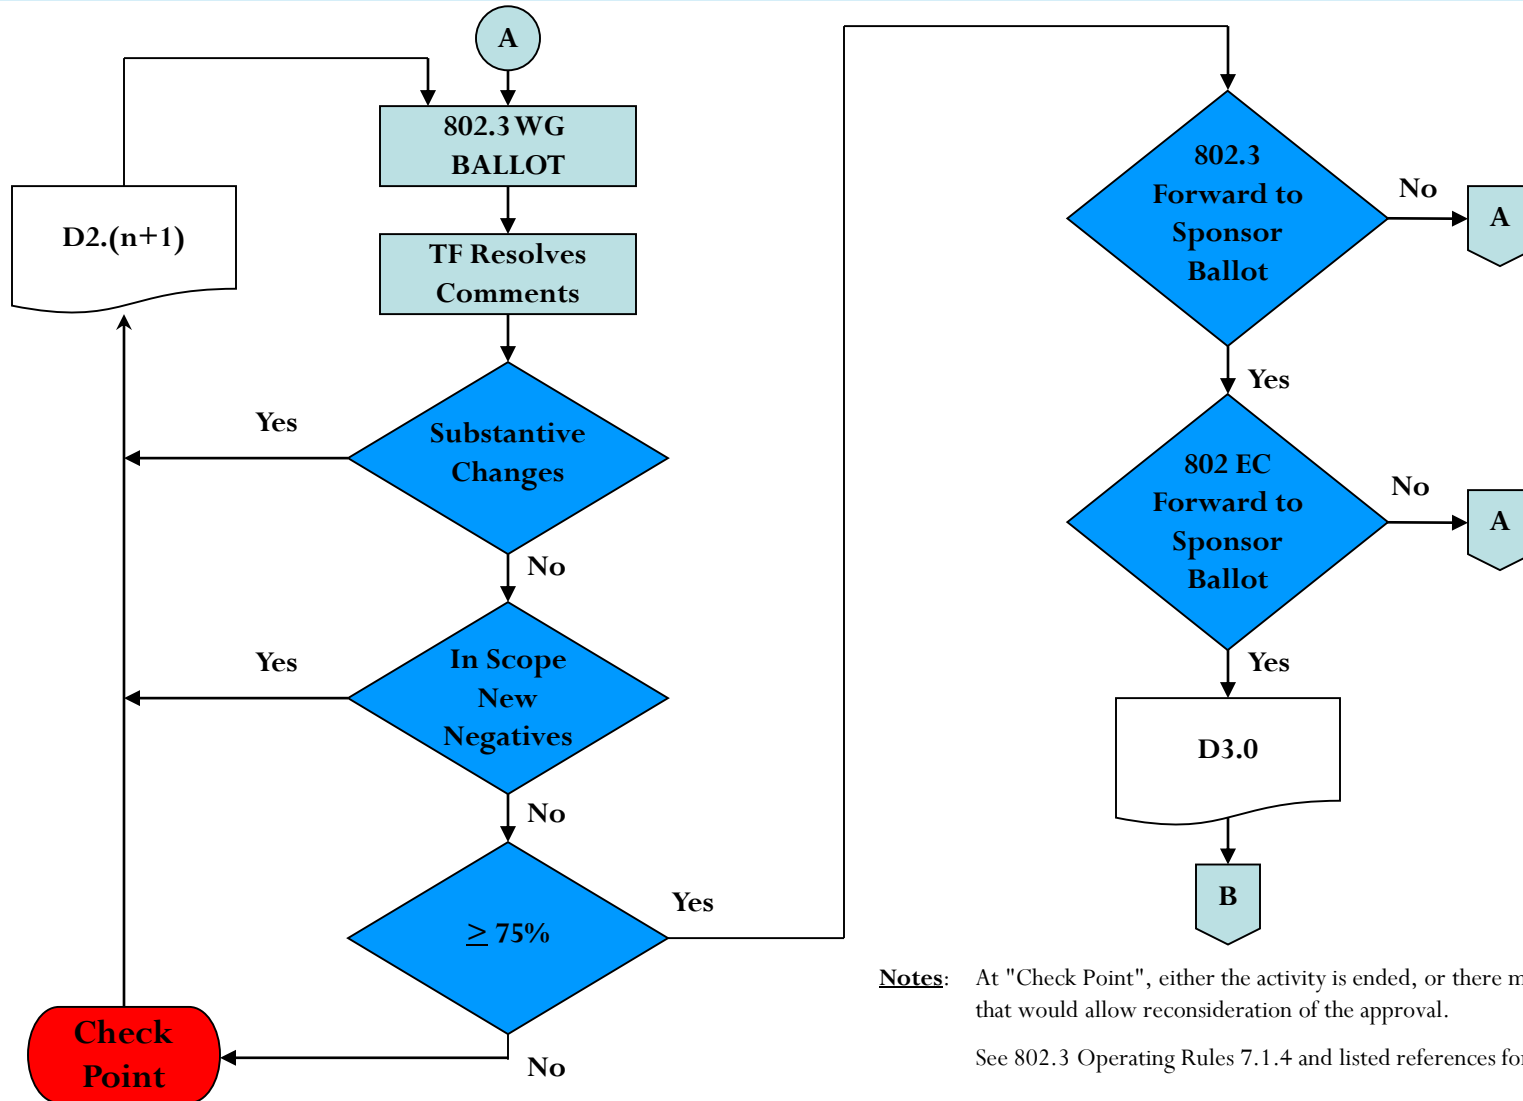 A
802.3 WG
BALLOT
D2.(n+1)
TF Resolves
Comments
Yes
Substantive
Changes
No
Yes
In Scope
New
Negatives
No
≥ 75%
Yes
No
Check
Point
802.3
Forward to
Sponsor
Ballot
No
A
Yes
802 EC
Forward to
Sponsor
Ballot
No
A
Yes
D3.0
B
Notes: At "Check Point", either the activity is ended, or there
that would allow reconsideration of the approval.
See 802.3 Operating Rules 7.1.4 and listed references